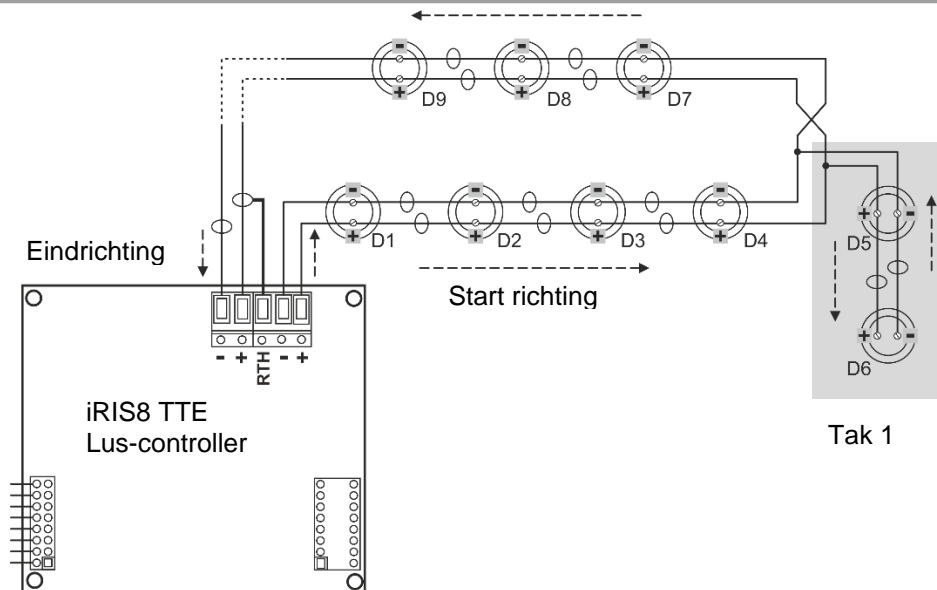 - - -
+ + +
D9 D8 D7
- - - -
+ + + +
D1 D2 D3 D4
+ -
D5
+ -
D6
Eindrichting
Start richting
- + RTH - +
iRIS8 TTE
Lus-controller
Tak 1